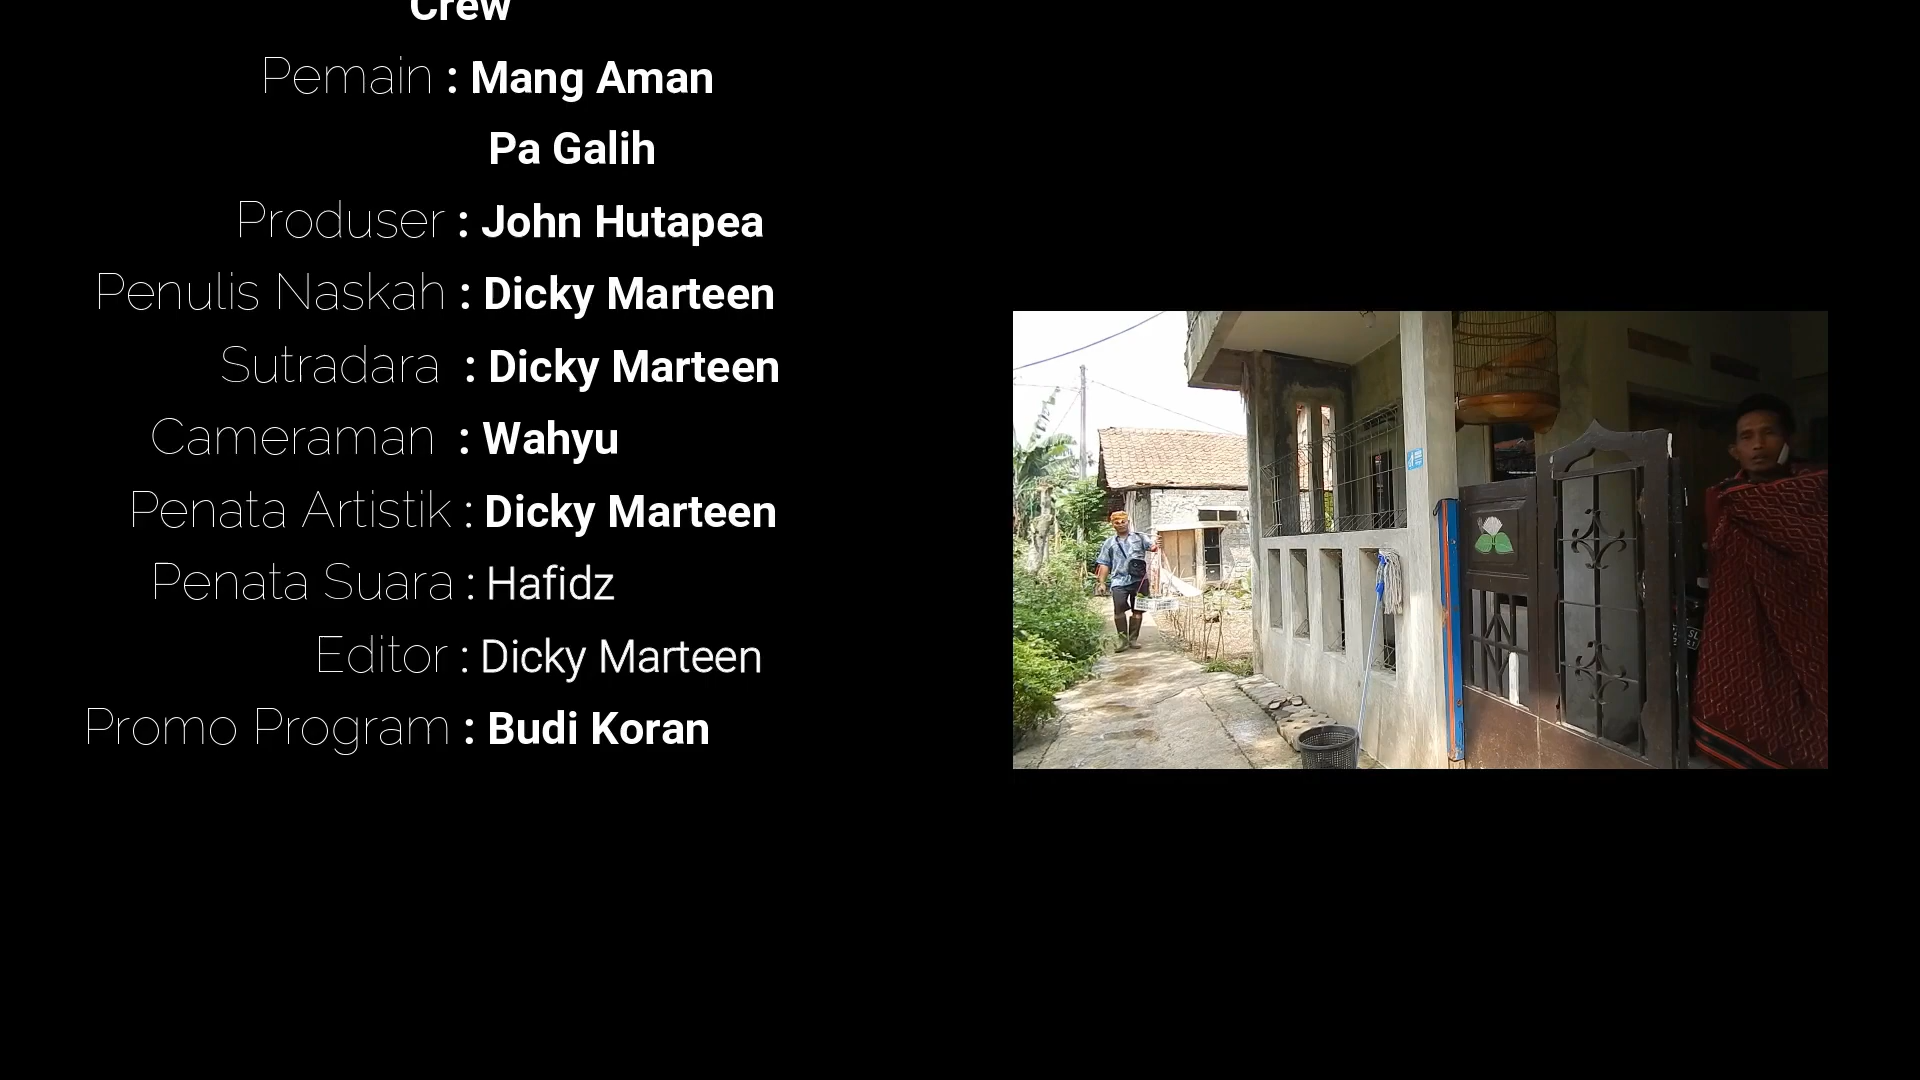 Crew
Pemain : Mang Aman
Pa Galih
Produser : John Hutapea
Penulis Naskah : Dicky Marteen
Sutradara : Dicky Marteen
Cameraman : Wahyu
Penata Artistik : Dicky Marteen
Penata Suara : Hafidz
Editor : Dicky Marteen
Promo Program : Budi Koran